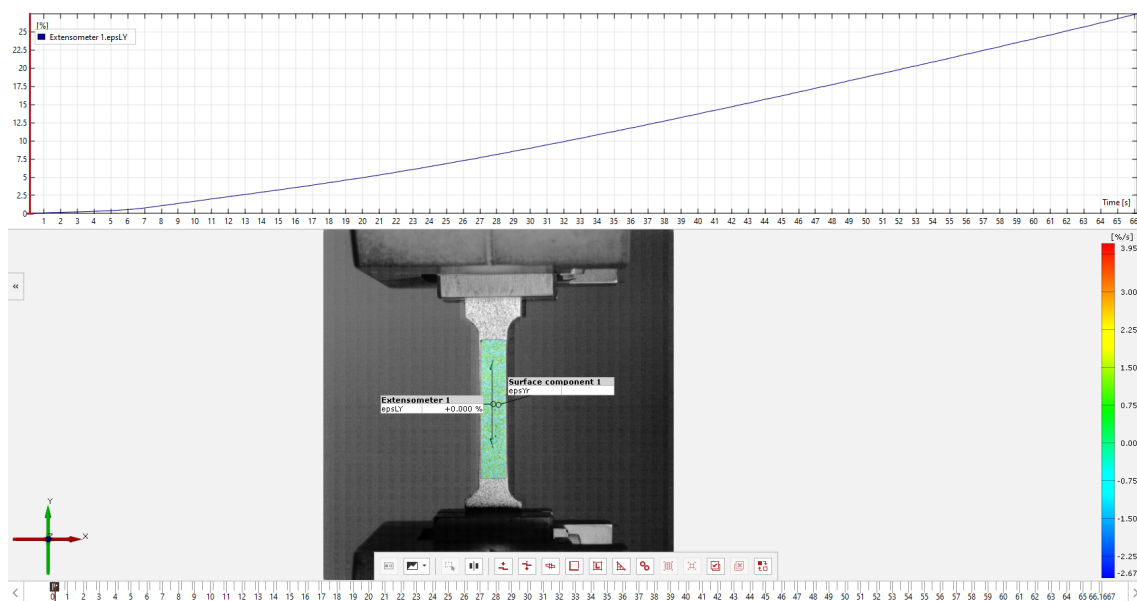 [%]
Extensometer 1.epsLY
25
22.5
20
17.5
15
12.5
10
7.5
5
2.5
0
Time [s]
1 2 3 4 5 6 7 8 9 10 11 12 13 14 15 16 17 18 19 20 21 22 23 24 25 26 27 28 29 30 31 32 33 34 35 36 37 38 39 40 41 42 43 44 45 46 47 48 49 50 51 52 53 54 55 56 57 58 59 60 61 62 63 64 65 66
«
[%/s]
3.95
3.00
2.25
1.50
0.75
0.00
-0.75
-1.50
-2.25
-2.67
Surface component 1
epsYr
Extensometer 1
epsLY +0.000 %
Y
X
0 1 2 3 4 5 6 7 8 9 10 11 12 13 14 15 16 17 18 19 20 21 22 23 24 25 26 27 28 29 30 31 32 33 34 35 36 37 38 39 40 41 42 43 44 45 46 47 48 49 50 51 52 53 54 55 56 57 58 59 60 61 62 63 64 65 66.1667